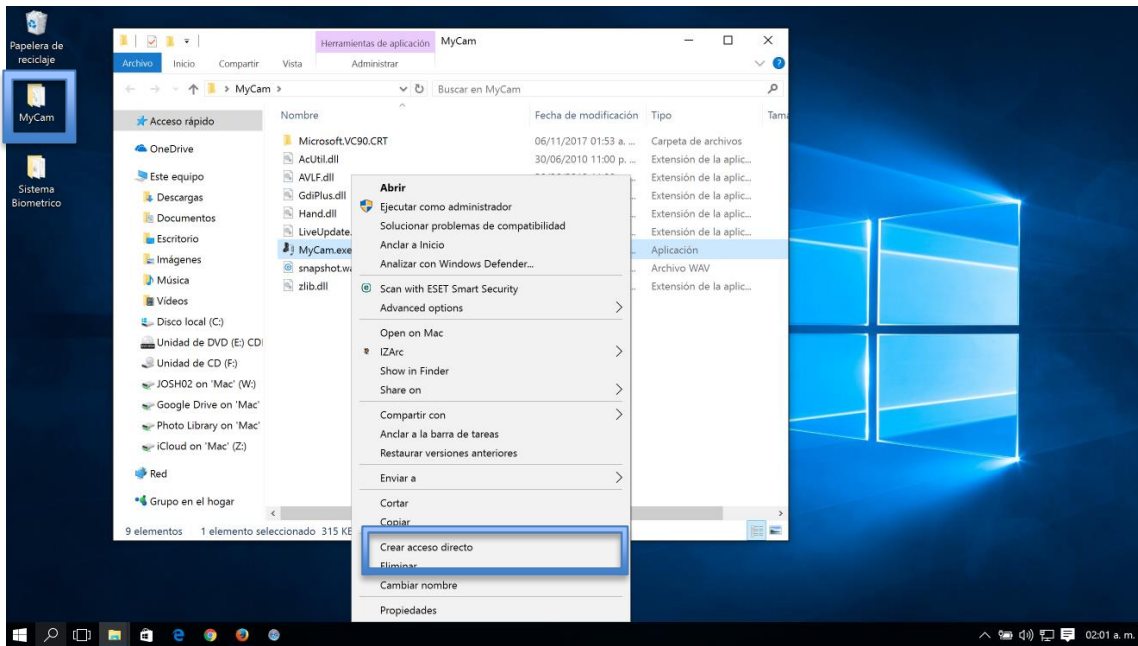 Papelera de
reciclaje
MyCam
Sistema
Biometrico
Herramientas de aplicación
MyCam
Archivo
Inicio
Compartir
Vista
Administrar
MyCam
Buscar en MyCam
Acceso rápido
OneDrive
Este equipo
Descargas
Documentos
Escritorio
Imágenes
Música
Vídeos
Disco local (C:)
Unidad de DVD (E:) CD
Unidad de CD (F:)
JOSH02 on 'Mac' (W:)
Google Drive on 'Mac'
Photo Library on 'Mac'
iCloud on 'Mac' (Z:)
Red
Grupo en el hogar
Nombre Fecha de modificación Tipo Tama
Microsoft.VC90.CRT 06/11/2017 01:53 a. ... Carpeta de archivos
AcUtil.dll 30/06/2010 11:00 p. ... Extensión de la aplic...
AVLF.dll Extensión de la aplic...
GdiPlus.dll Extensión de la aplic...
Hand.dll Extensión de la aplic...
LiveUpdate. Extensión de la aplic...
MyCam.exe Aplicación
snapshot.wa Archivo WAV
zlib.dll Extensión de la aplic...
Abrir
Ejecutar como administrador
Solucionar problemas de compatibilidad
Anclar a Inicio
Analizar con Windows Defender...
Scan with ESET Smart Security
Advanced options
Open on Mac
IZArc
Show in Finder
Share on
Compartir con
Anclar a la barra de tareas
Restaurar versiones anteriores
Enviar a
Cortar
Copiar
Crear acceso directo
Eliminar
Cambiar nombre
Propiedades
9 elementos 1 elemento seleccionado 315 KB
02:01 a. m.